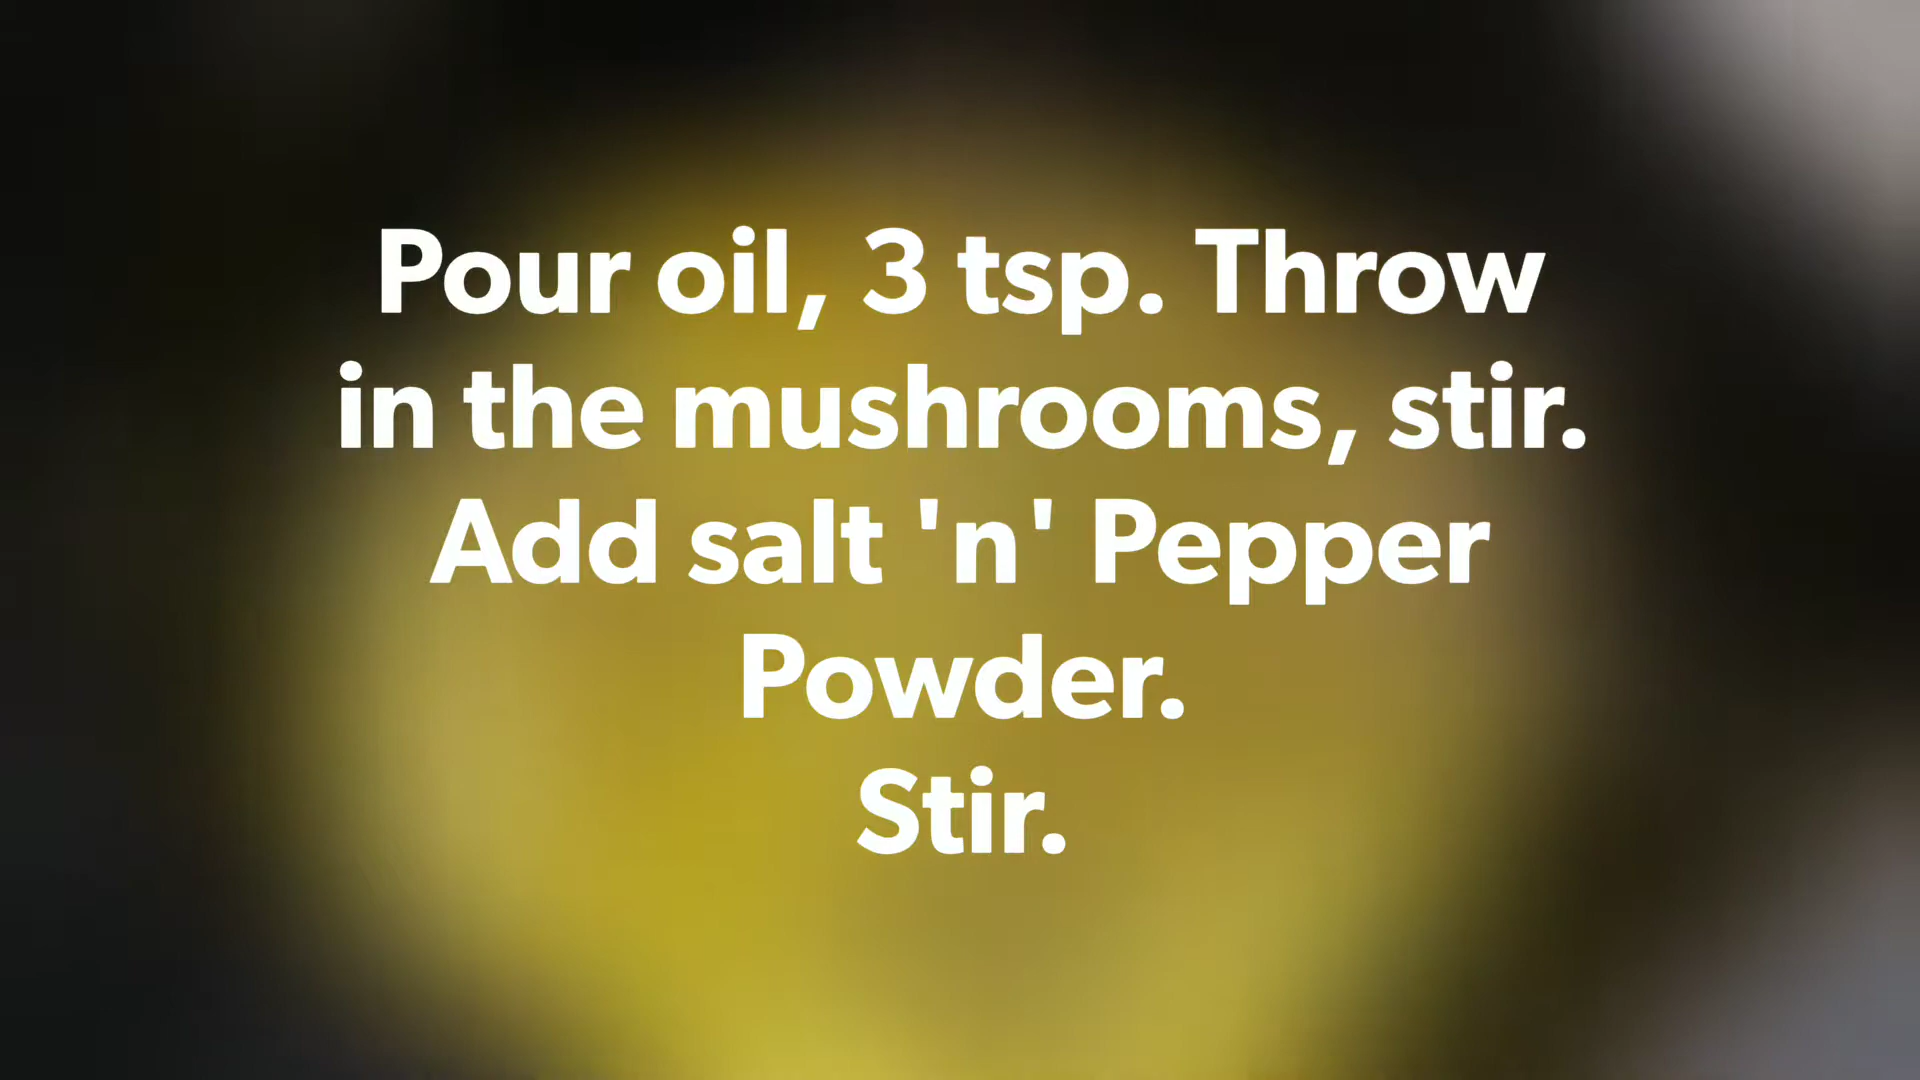 Pour oil, 3 tsp. Throw
in the mushrooms, stir.
Add salt 'n' Pepper
Powder.
Stir.